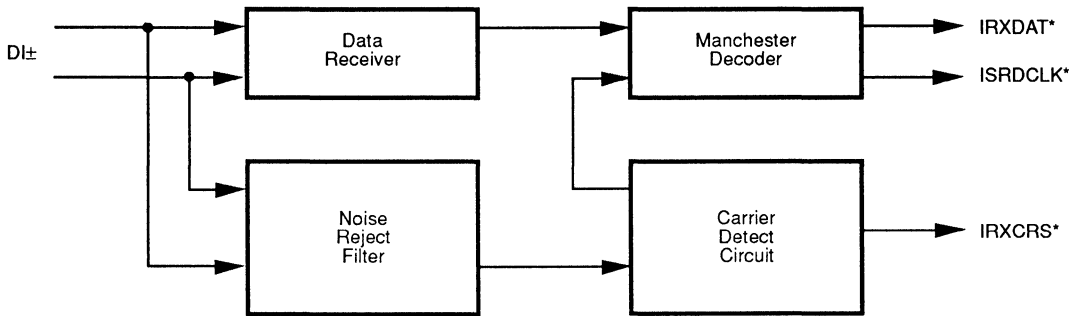 DI±
Data
Receiver
Manchester
Decoder
IRXDAT*
ISRDCLK*
Noise
Reject
Filter
Carrier
Detect
Circuit
IRXCRS*